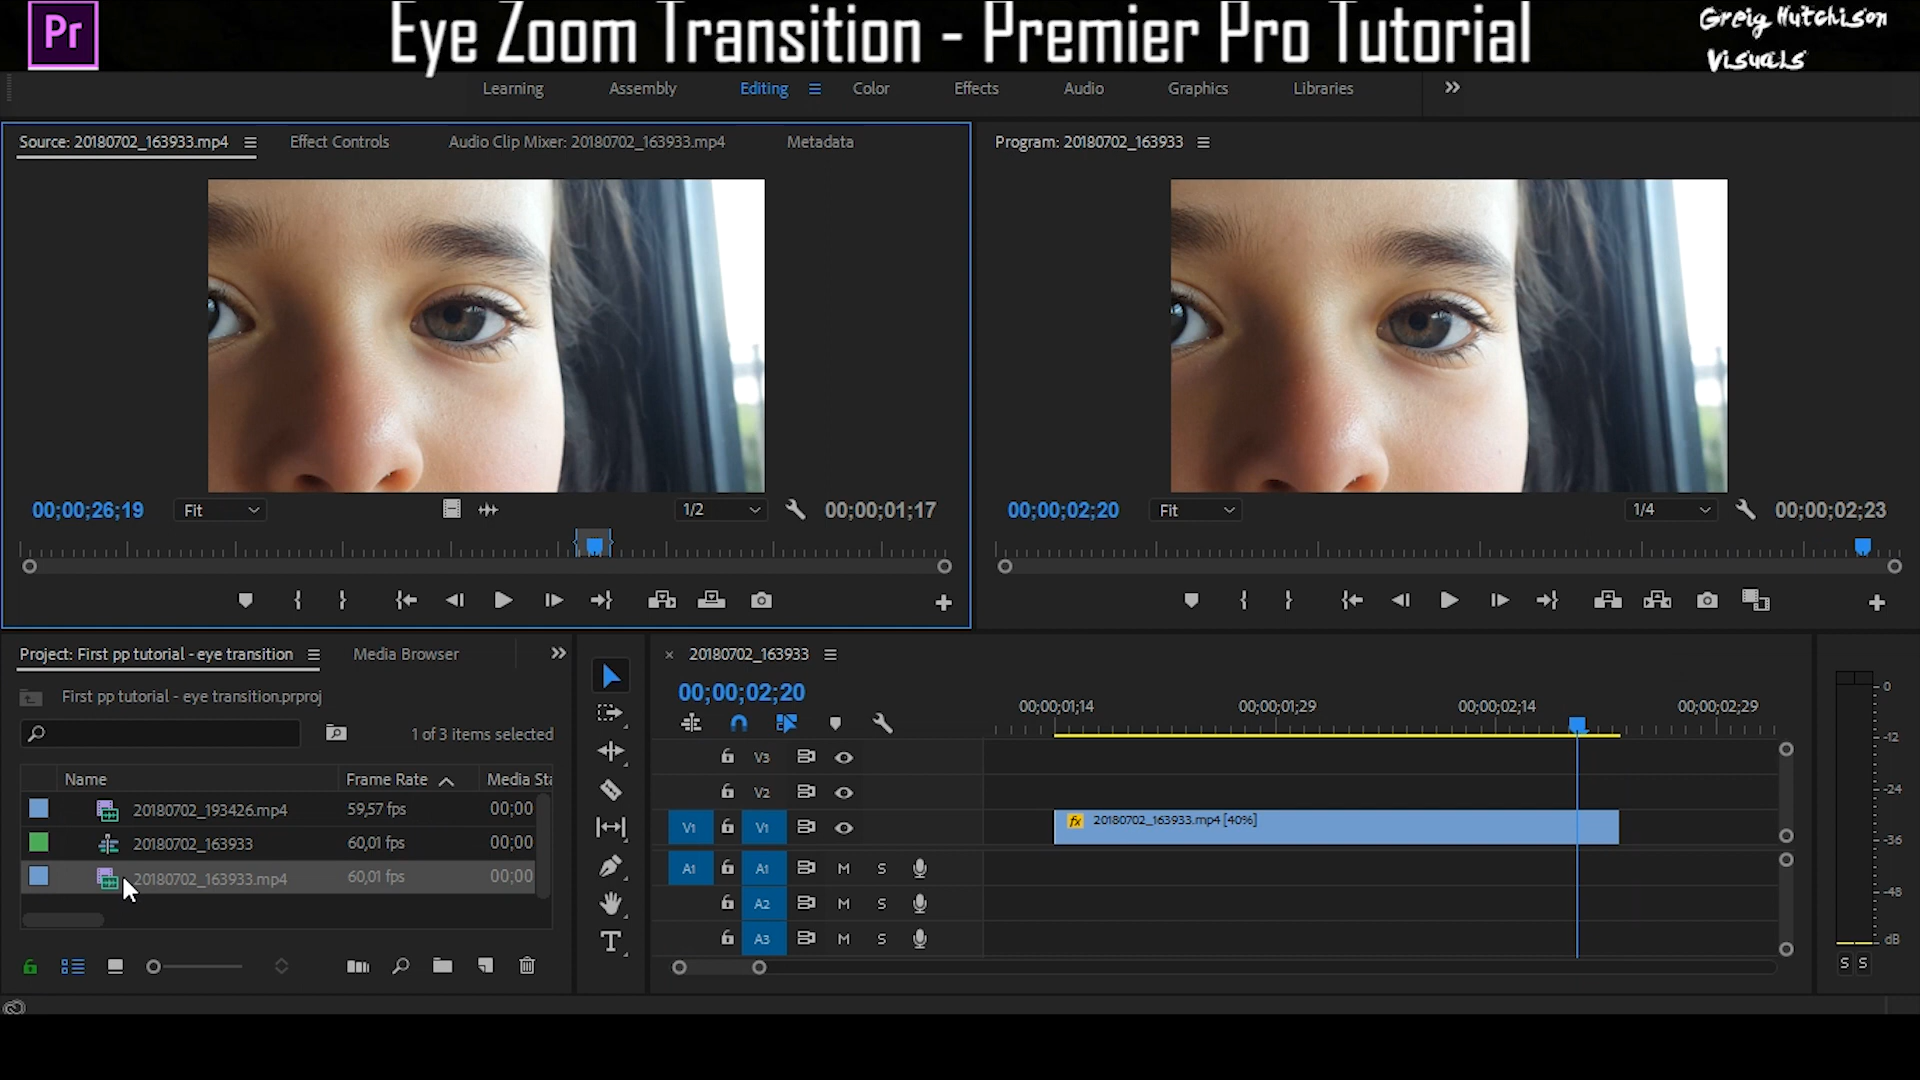 Pr
Eye Zoom Transition - Premier Pro Tutorial
Greig Hutchison
Visuals
Learning
Assembly
Editing
Color
Effects
Audio
Graphics
Libraries
Source: 20180702_163933.mp4
Effect Controls
Audio Clip Mixer: 20180702_163933.mp4
Metadata
Program: 20180702_163933
00;00;26;19
Fit
1/2
00;00;01;17
00;00;02;20
Fit
1/4
00;00;02;23
Project: First pp tutorial - eye transition
Media Browser
First pp tutorial - eye transition.prproj
1 of 3 items selected
Name
Frame Rate
Media Sta
20180702_193426.mp4
59,57 fps
00;00
20180702_163933
60,01 fps
00;00
20180702_163933.mp4
60,01 fps
00;00
T
20180702_163933
00;00;02;20
00;00;01;14
00;00;01;29
00;00;02;14
00;00;02;29
V3
V2
V1
V1
20180702_163933.mp4 [40%]
fx
A1
A1
M
S
A2
M
S
A3
M
S
0
-12
-24
-36
-48
dB
S
S